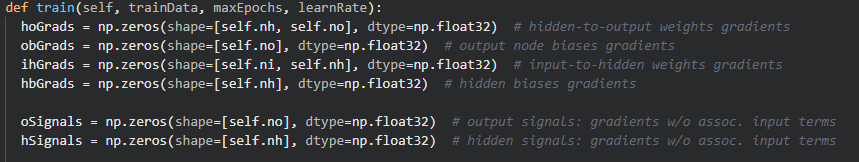 def train(self, trainData, maxEpochs, learnRate):
  hoGrads = np.zeros(shape=[self.nh, self.no], dtype=np.float32)  # hidden-to-output weights gradients
  obGrads = np.zeros(shape=[self.no], dtype=np.float32)  # output node biases gradients
  ihGrads = np.zeros(shape=[self.ni, self.nh], dtype=np.float32)  # input-to-hidden weights gradients
  hbGrads = np.zeros(shape=[self.nh], dtype=np.float32)  # hidden biases gradients

  oSignals = np.zeros(shape=[self.no], dtype=np.float32)  # output signals: gradients w/o assoc. input terms
  hSignals = np.zeros(shape=[self.nh], dtype=np.float32)  # hidden signals: gradients w/o assoc. input terms